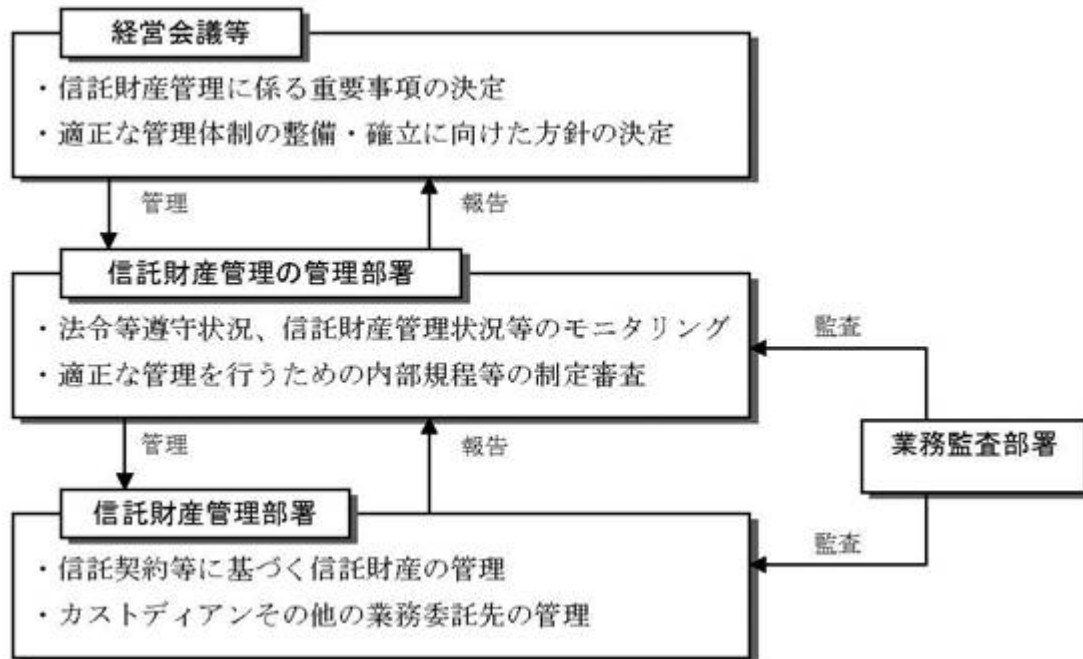 経営会議等
・信託財産管理に係る重要事項の決定
・適正な管理体制の整備・確立に向けた方針の決定
管理
報告
信託財産管理の管理部署
・法令等遵守状況、信託財産管理状況等のモニタリング
・適正な管理を行うための内部規程等の制定審査
監査
管理
報告
業務監査部署
信託財産管理部署
・信託契約等に基づく信託財産の管理
・カストディアンその他の業務委託先の管理
監査